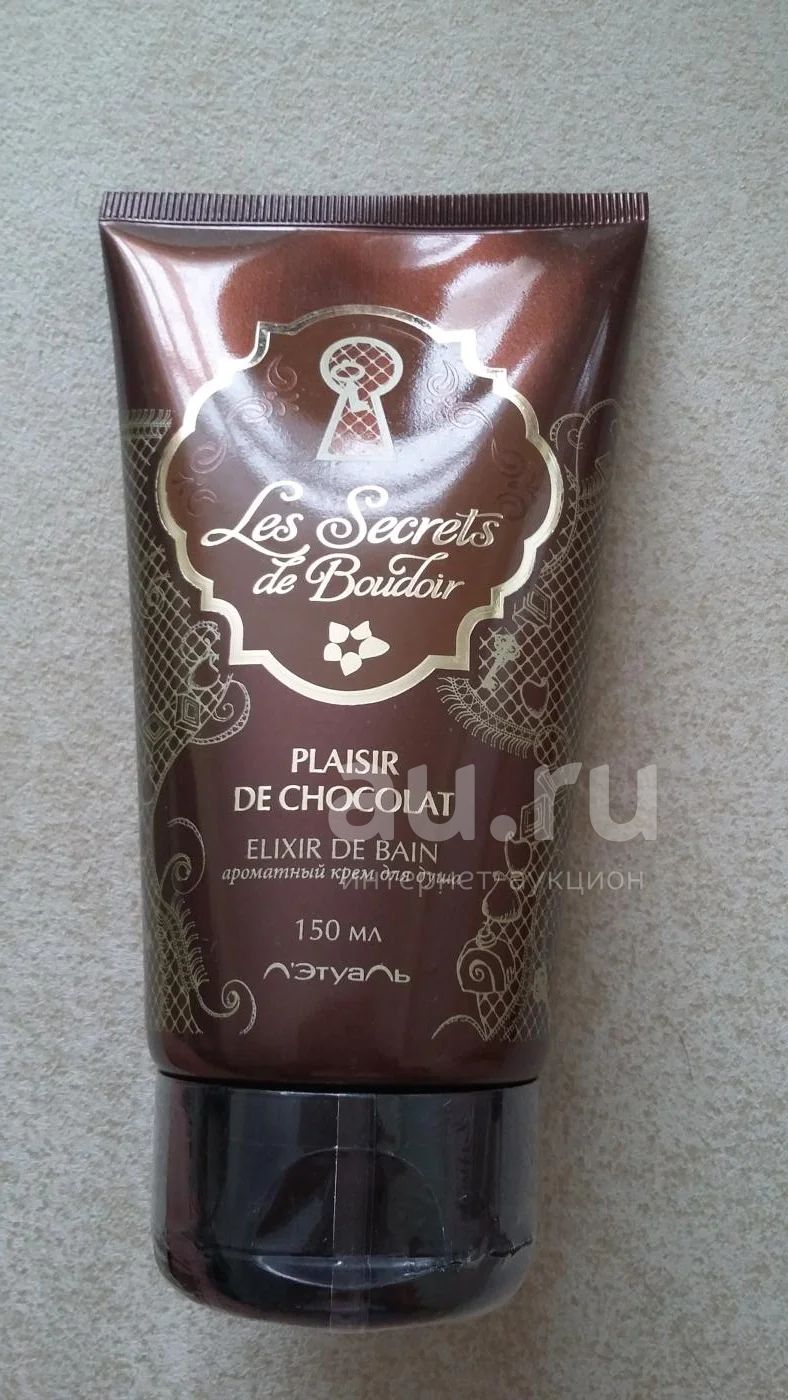 Les Secrets
de Boudoir
PLAISIR
DE CHOCOLAT
ELIXIR DE BAIN
ароматный крем для душа
150 мл
Л'Этуаль
au.ru
интернет-аукцион